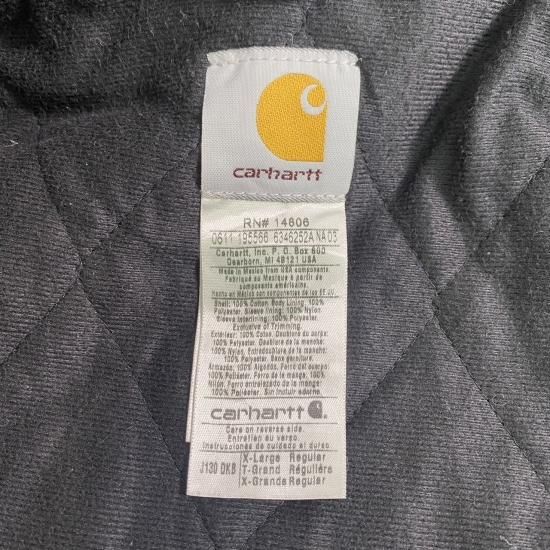 carhartt
RN# 14806
0611 195566 6346252A NA 03
Carhartt, Inc. P. O. Box 600
Dearborn, MI 48121 USA
Made in Mexico from USA components.
Fabriqué au Mexique à partir de
composants américains.
Hecho en México con componentes de los EE.UU.
Shell: 100% Cotton. Body Lining: 100%
Polyester. Sleeve lining: 100% Nylon.
Sleeve Interlining: 100% Polyester.
Exclusive of Trimming.
Extérieur: 100% Coton. Doublure du corps:
100% Polyester. Doublure de la manche:
100% Nylon. Entredoublure de la manche:
100% Polyester. Sans garniture.
Armazón: 100% Algodón. Forro del cuerpo:
100% Poliéster. Forro de la manga: 100%
Nilón. Forro entrelazado de la manga:
100% Poliéster. Sin incluir adorno.
carhartt
Care on reverse side.
Entretien au verso.
Instrucciones de cuidado al dorso.
J130 DKB
X-Large Regular
T-Grand Régulière
X-Grande Regular